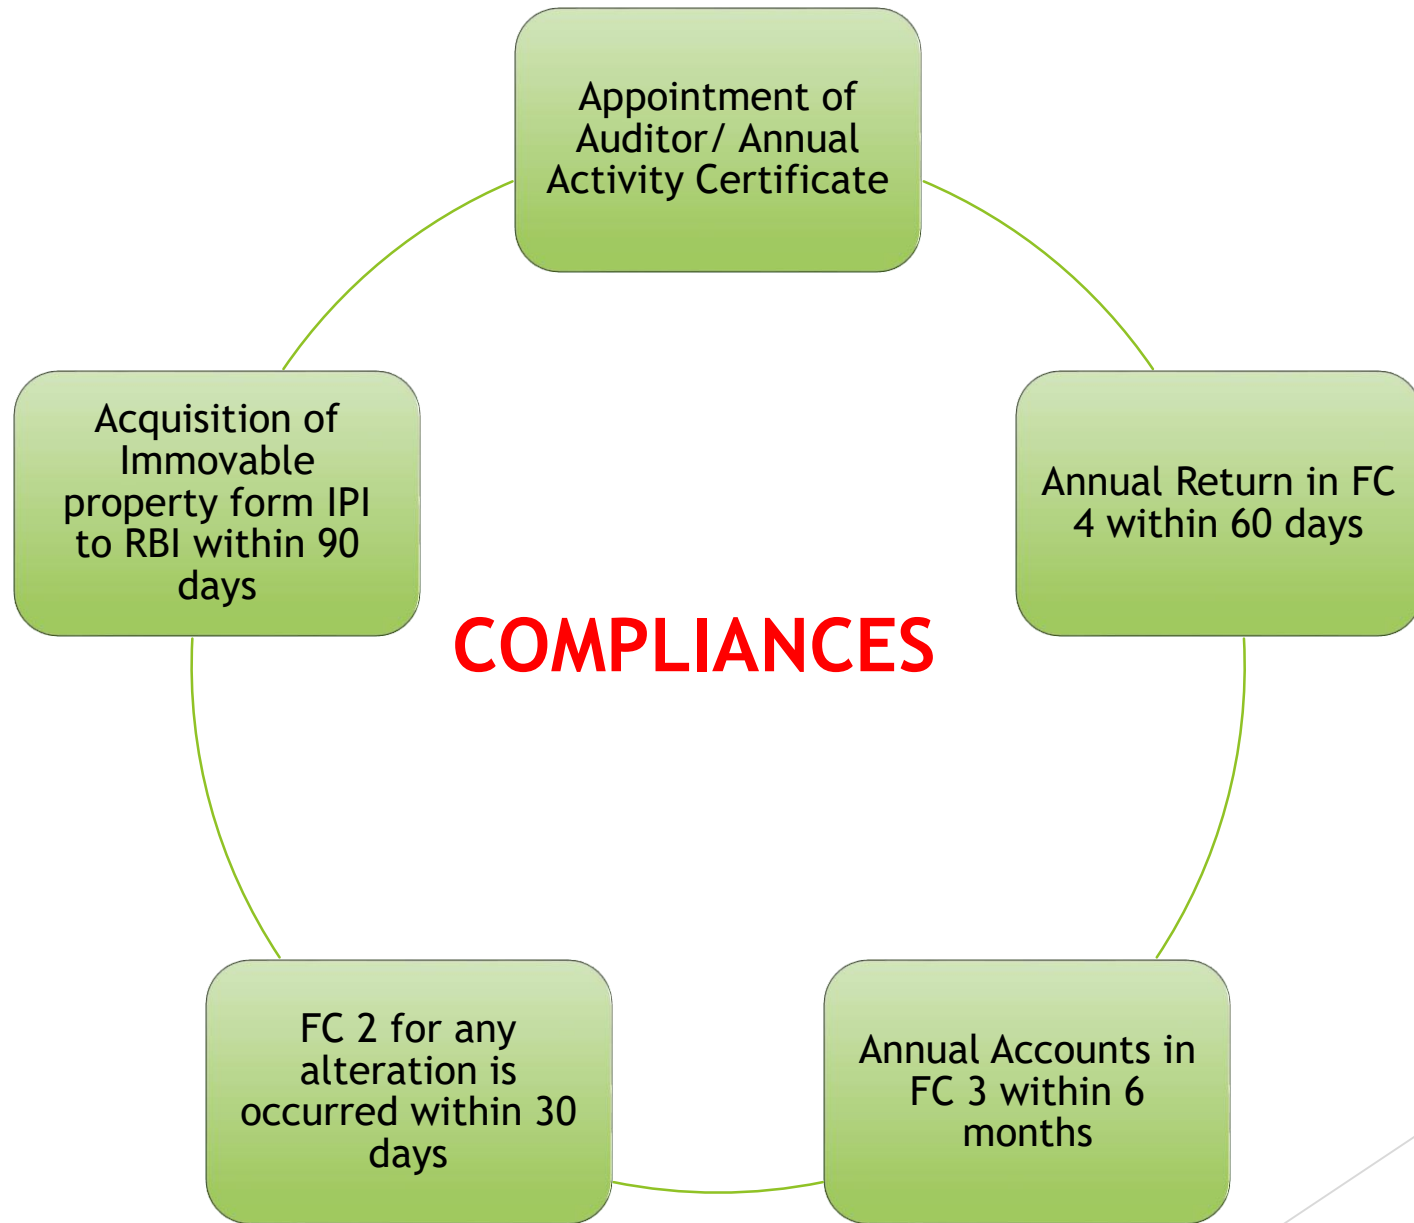 Appointment of
Auditor/ Annual
Activity Certificate
Annual Return in FC
4 within 60 days
Annual Accounts in
FC 3 within 6
months
FC 2 for any
alteration is
occurred within 30
days
Acquisition of
Immovable
property form IPI
to RBI within 90
days
COMPLIANCES